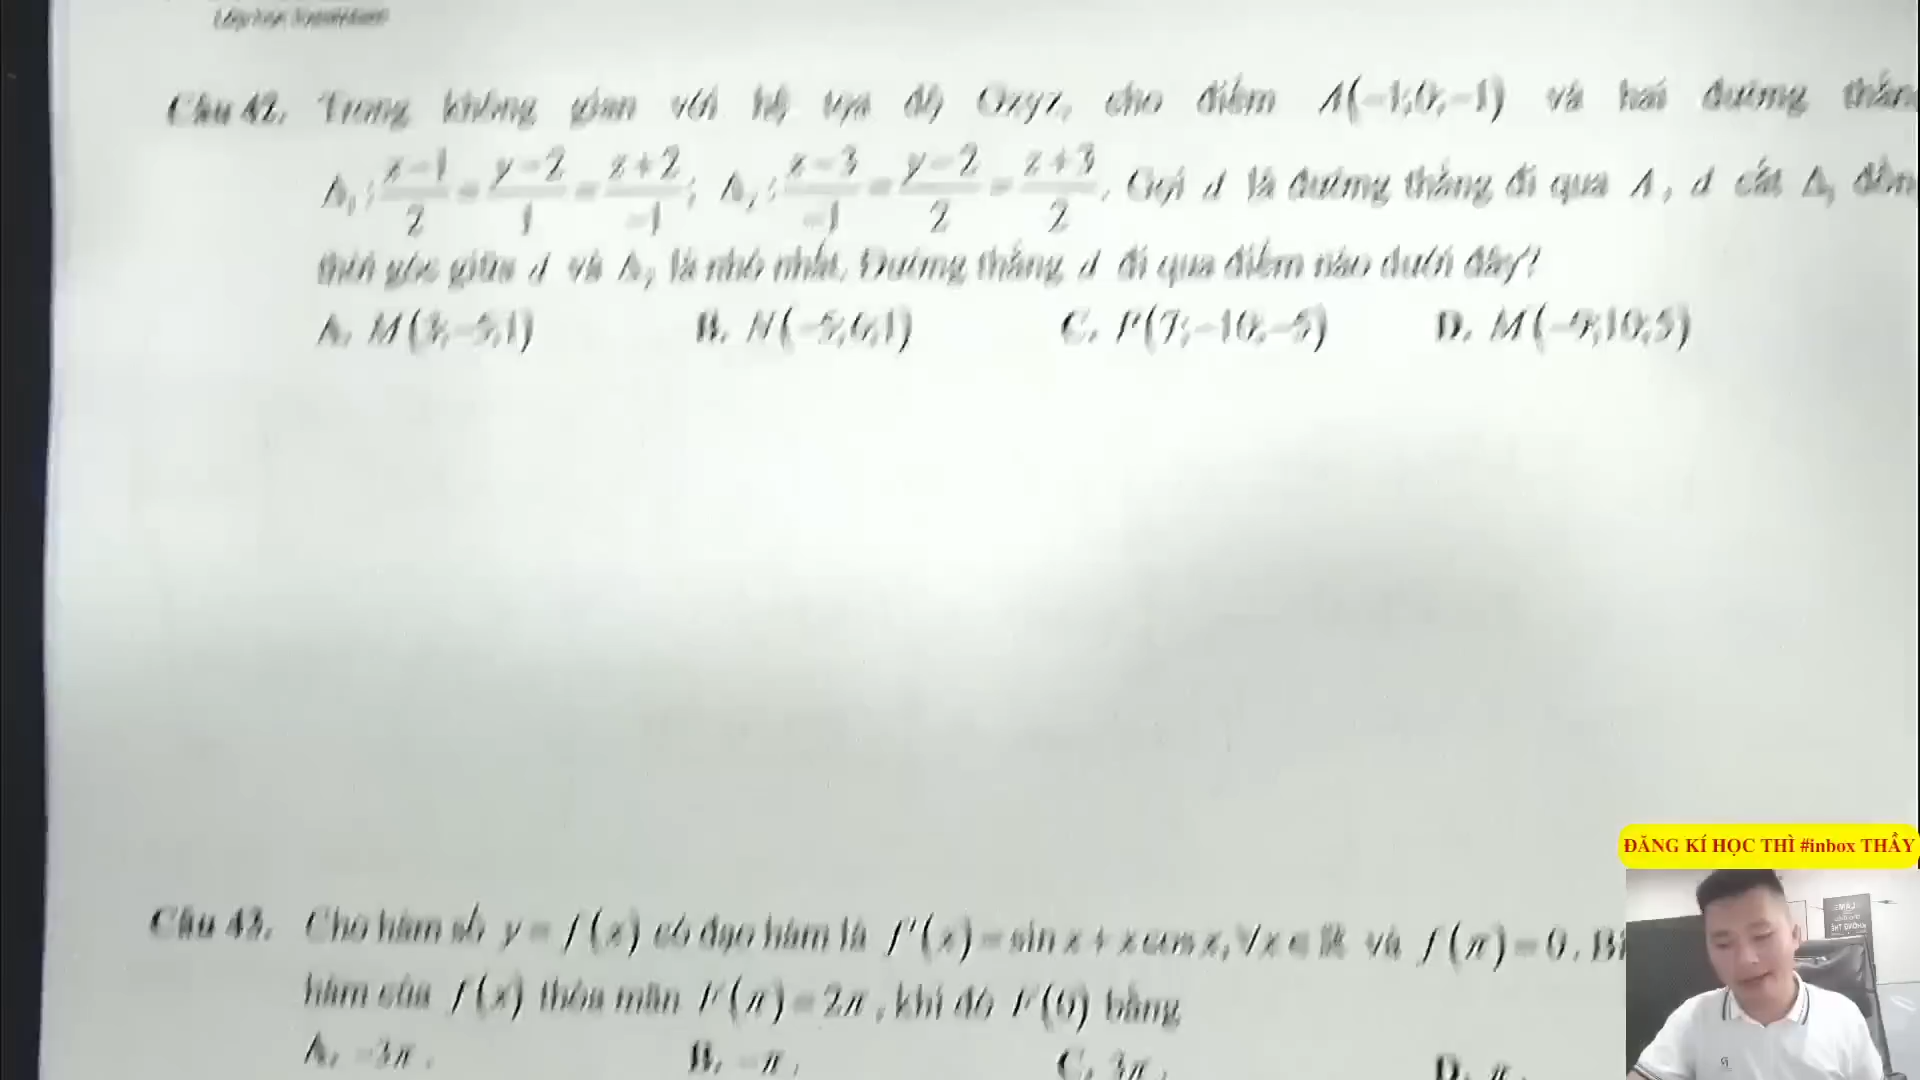 Câu 42. Trong không gian với hệ tọa độ Oxyz, cho điểm A(-1;0;-1) và hai đường thẳn
Δ₁: (x-1)/2 = (y-2)/1 = (z+2)/-1; Δ₂: (x-3)/-1 = (y-2)/2 = (z+3)/2. Gọi d là đường thẳng đi qua A, d cắt Δ₁ đồn
thời góc giữa d và Δ₂ là nhỏ nhất. Đường thẳng d đi qua điểm nào dưới đây?
A. M(3;-5;1) B. N(-5;6;1) C. P(7;-10;-5) D. M(-9;10;5)
ĐĂNG KÍ HỌC THÌ #inbox THẦY
Câu 43. Cho hàm số y = f(x) có đạo hàm là f'(x) = sin x + x cos x, ∀x ∈ ℝ và f(π) = 0. Bi
hàm của f(x) thỏa mãn F(π) = 2π, khi đó F(0) bằng
A. -3π. B. -π. C. 3π. D. π.